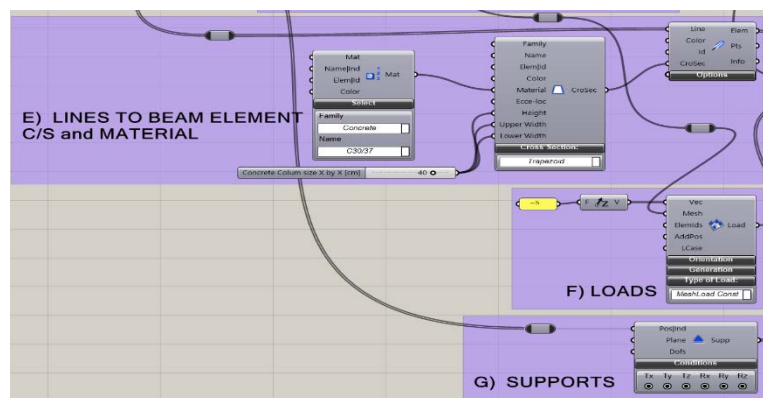 Line
Elem
Color
Pts
Id
CroSec
Info
Options
Mat
Name|Ind
Elem|Id
Mat
Color
Select
Family
Concrete
Name
C30/37
Family
Name
Elem|Id
Color
Material
CroSec
Ecce-loc
Height
Upper Width
Lower Width
Cross Section:
Trapezoid
E) LINES TO BEAM ELEMENT
C/S and MATERIAL
Concrete Colum size X by X [cm]
40
-5
F
Z
V
Vec
Mesh
ElemIds
Load
AddPos
LCase
Orientation
Generation
Type of Load:
MeshLoad Const
F) LOADS
Pos|Ind
Plane
Supp
Dofs
Conditions
Tx Ty Tz Rx Ry Rz
G) SUPPORTS